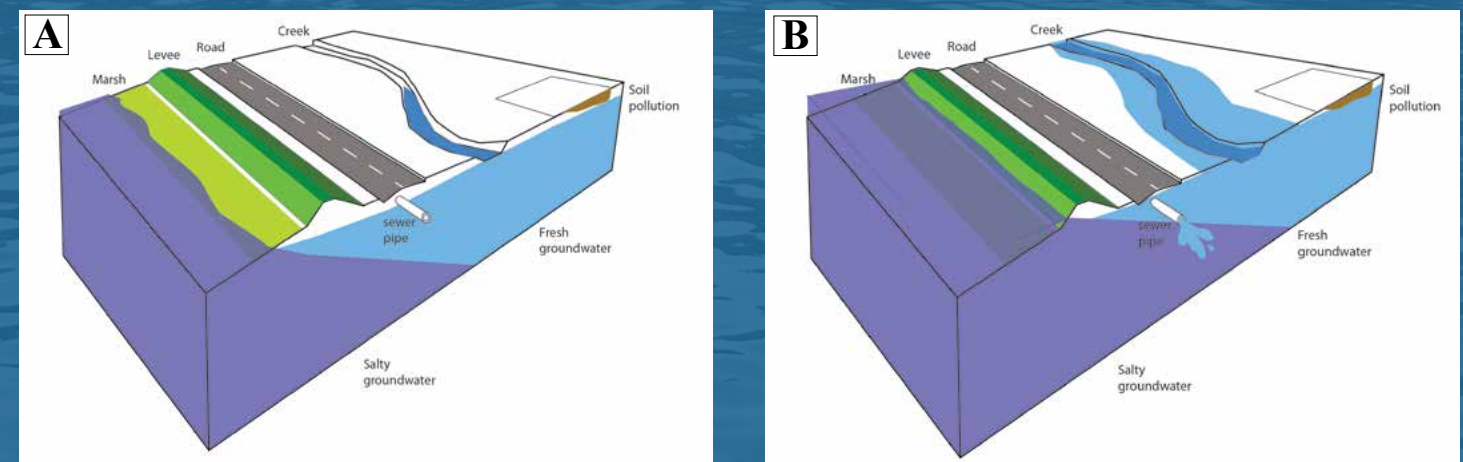 A
Creek
Road
Levee
Marsh
Soil
pollution
sewer
pipe
Fresh
groundwater
Salty
groundwater
B
Creek
Road
Levee
Marsh
Soil
pollution
sewer
pipe
Fresh
groundwater
Salty
groundwater